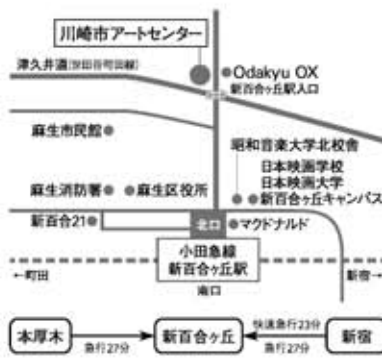 川崎市アートセンター
津久井道(世田谷町田線)
Odakyu OX
新百合ヶ丘駅入口
麻生市民館
昭和音楽大学北校舎
日本映画学校
日本映画大学
新百合ヶ丘キャンパス
麻生消防署
麻生区役所
新百合21
北口
マクドナルド
小田急線
新百合ヶ丘駅
←町田
新宿→
南口
本厚木
急行27分
新百合ヶ丘
快速急行23分
急行27分
新宿